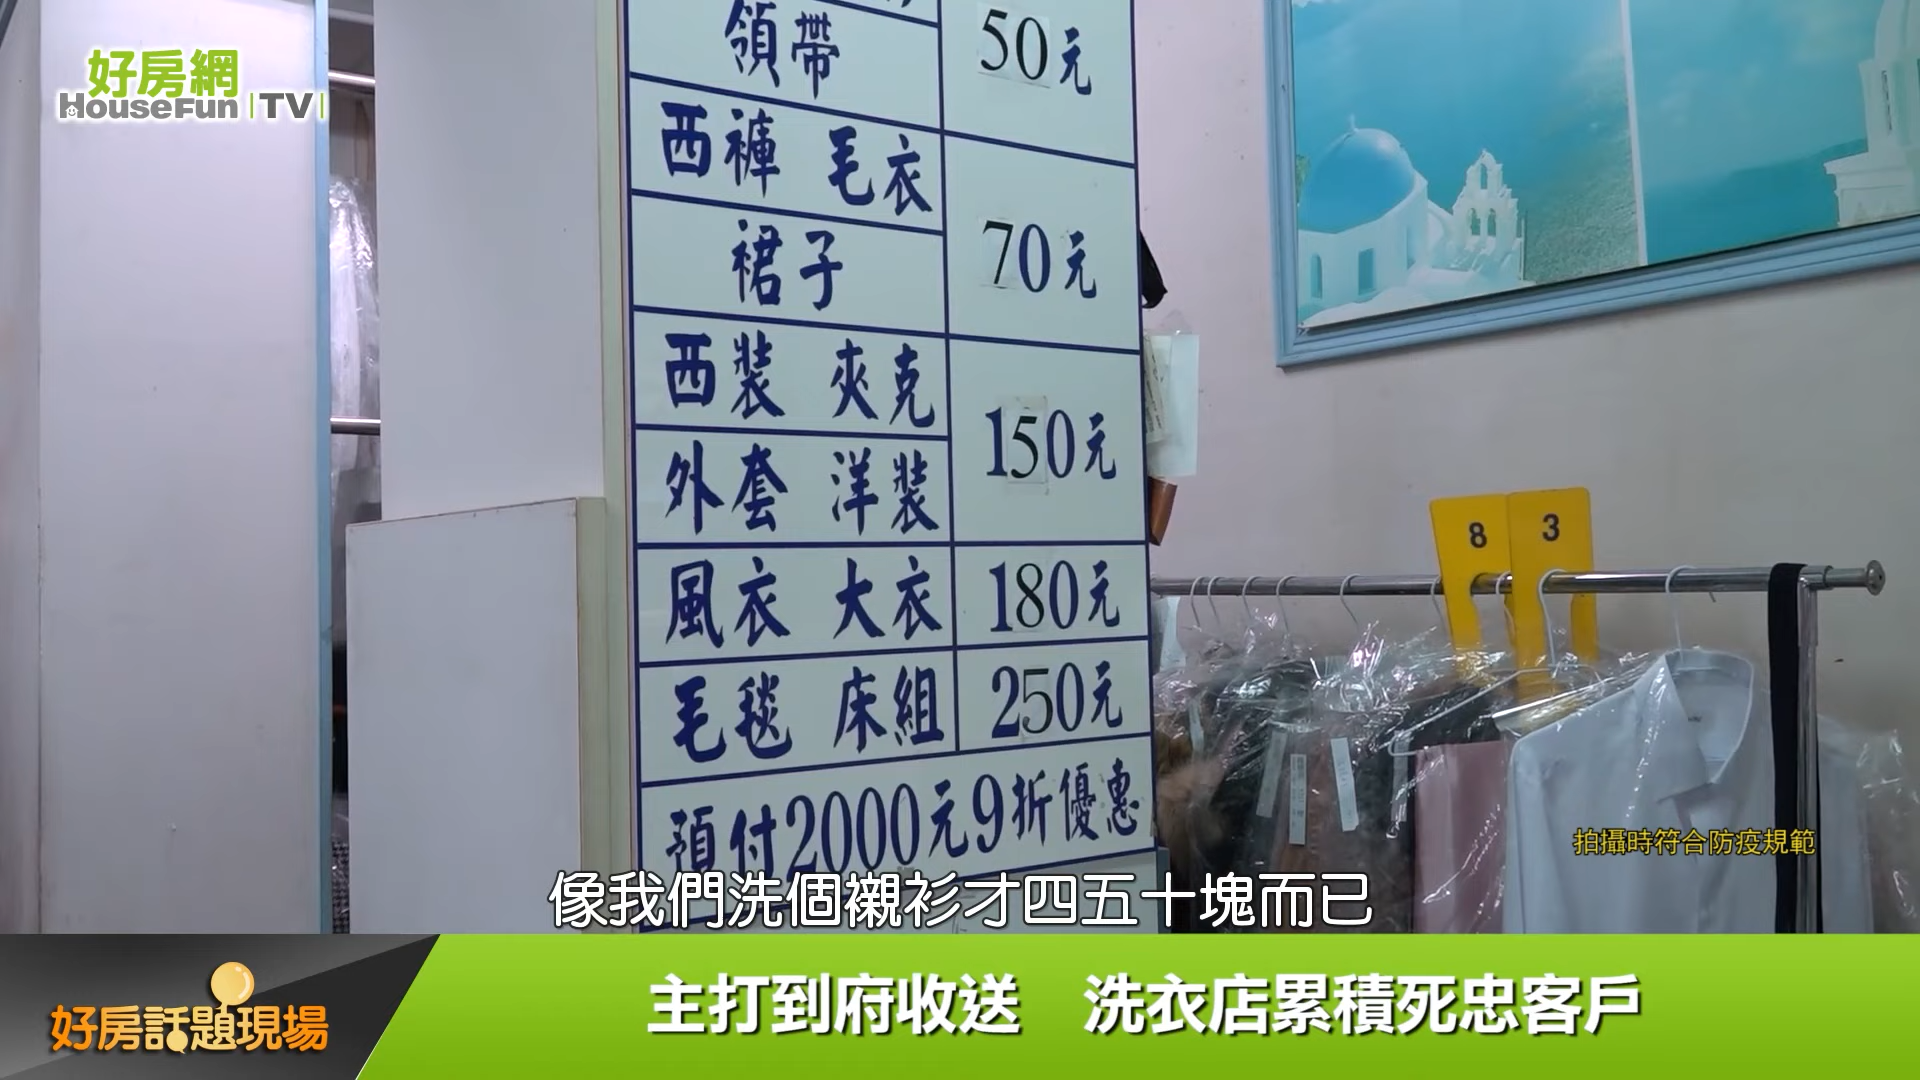 好房網
HouseFun TV
領帶
50元
西褲 毛衣
裙子
70元
西裝 夾克
外套 洋裝
150元
風衣 大衣
180元
毛毯 床組
250元
預付2000元9折優惠
8
3
拍攝時符合防疫規範
像我們洗個襯衫才四五十塊而已
好房話題現場
主打到府收送 洗衣店累積死忠客戶